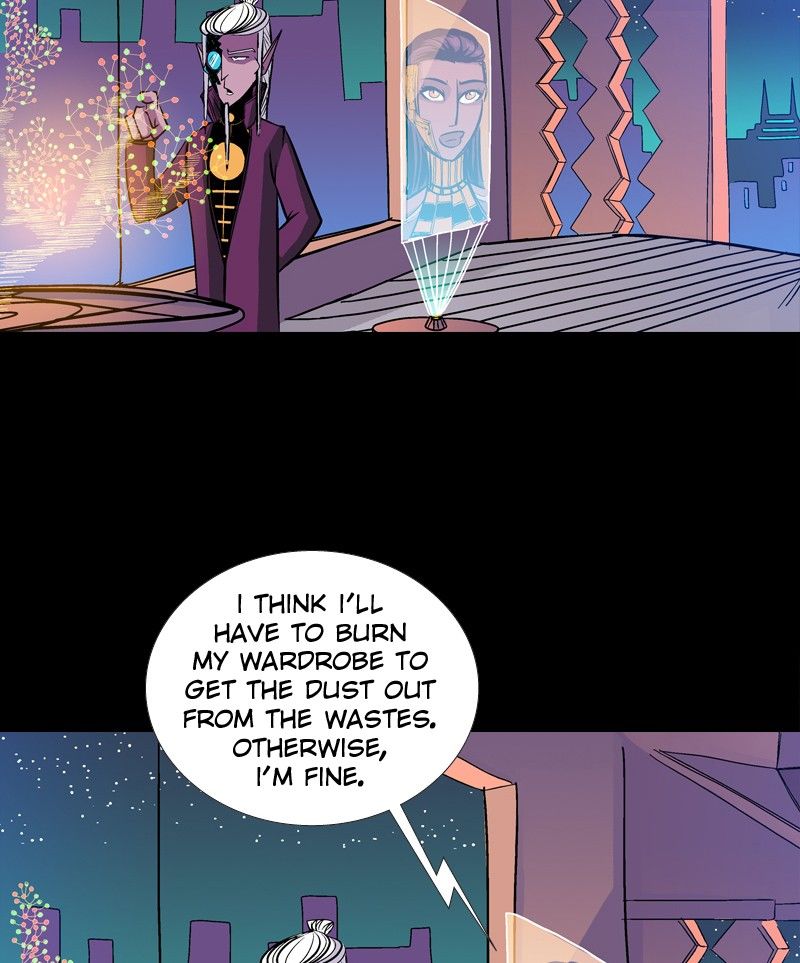 I THINK I'LL
HAVE TO BURN
MY WARDROBE TO
GET THE DUST OUT
FROM THE WASTES.
OTHERWISE,
I'M FINE.